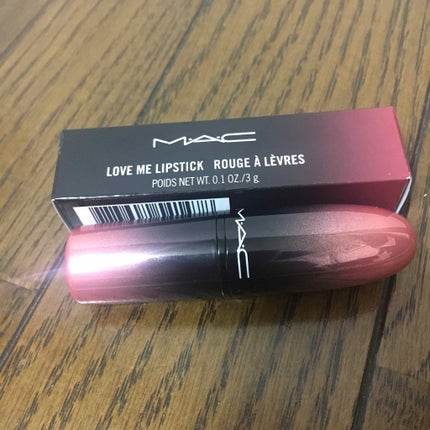 M·A·C
LOVE ME LIPSTICK ROUGE À LÈVRES
POIDS NET WT. 0.1 OZ./3 g
M·A·C